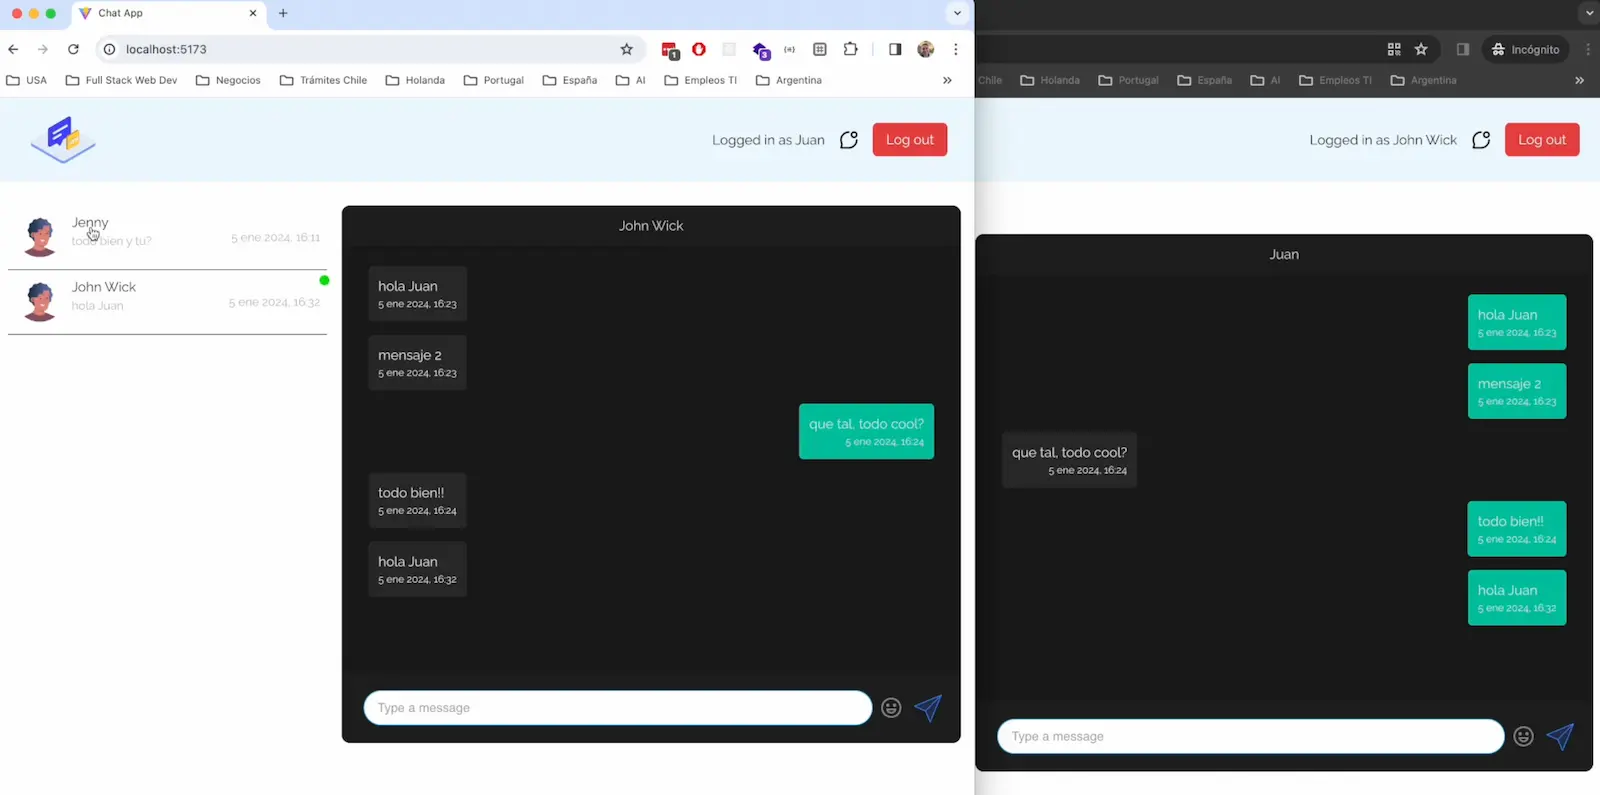 Chat App
localhost:5173
1
3
Incógnito
USA
Full Stack Web Dev
Negocios
Trámites Chile
Holanda
Portugal
España
AI
Empleos TI
Argentina
»
Chile
Holanda
Portugal
España
AI
Empleos TI
Argentina
»
Logged in as Juan
Log out
Logged in as John Wick
Log out
Jenny
todo bien y tu?
5 ene 2024, 16:11
John Wick
hola Juan
5 ene 2024, 16:32
John Wick
hola Juan
5 ene 2024, 16:23
mensaje 2
5 ene 2024, 16:23
que tal, todo cool?
5 ene 2024, 16:24
todo bien!!
5 ene 2024, 16:24
hola Juan
5 ene 2024, 16:32
Type a message
Juan
hola Juan
5 ene 2024, 16:23
mensaje 2
5 ene 2024, 16:23
que tal, todo cool?
5 ene 2024, 16:24
todo bien!!
5 ene 2024, 16:24
hola Juan
5 ene 2024, 16:32
Type a message